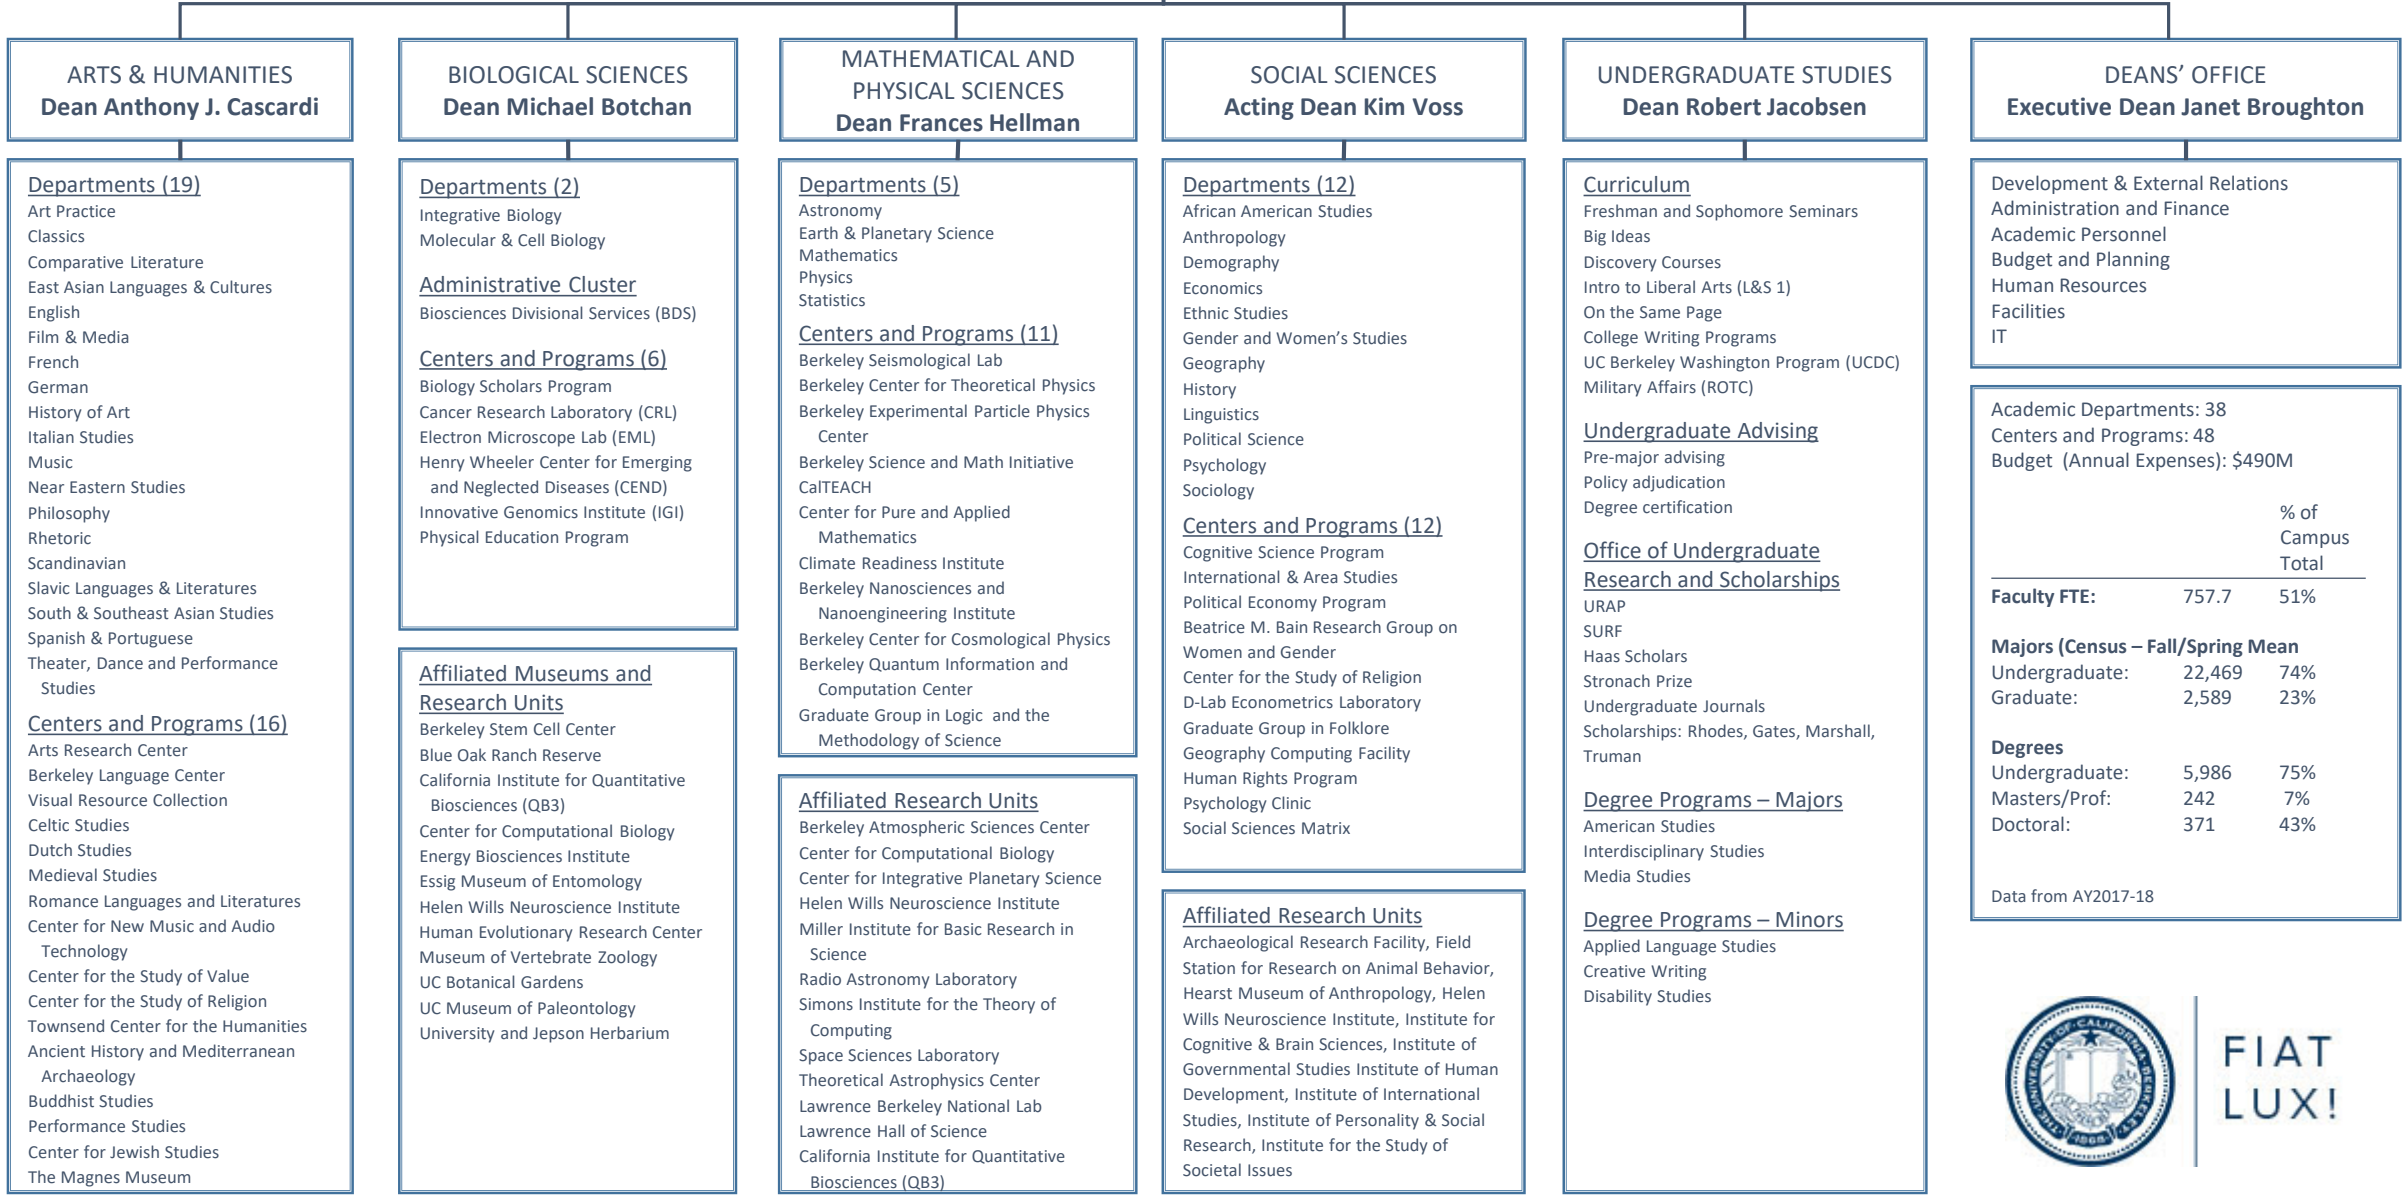 ARTS & HUMANITIES
Dean Anthony J. Cascardi
Departments (19)
Art Practice
Classics
Comparative Literature
East Asian Languages & Cultures
English
Film & Media
French
German
History of Art
Italian Studies
Music
Near Eastern Studies
Philosophy
Rhetoric
Scandinavian
Slavic Languages & Literatures
South & Southeast Asian Studies
Spanish & Portuguese
Theater, Dance and Performance
Studies
Centers and Programs (16)
Arts Research Center
Berkeley Language Center
Visual Resource Collection
Celtic Studies
Dutch Studies
Medieval Studies
Romance Languages and Literatures
Center for New Music and Audio
Technology
Center for the Study of Value
Center for the Study of Religion
Townsend Center for the Humanities
Ancient History and Mediterranean
Archaeology
Buddhist Studies
Performance Studies
Center for Jewish Studies
The Magnes Museum
BIOLOGICAL SCIENCES
Dean Michael Botchan
Departments (2)
Integrative Biology
Molecular & Cell Biology
Administrative Cluster
Biosciences Divisional Services (BDS)
Centers and Programs (6)
Biology Scholars Program
Cancer Research Laboratory (CRL)
Electron Microscope Lab (EML)
Henry Wheeler Center for Emerging
and Neglected Diseases (CEND)
Innovative Genomics Institute (IGI)
Physical Education Program
Affiliated Museums and
Research Units
Berkeley Stem Cell Center
Blue Oak Ranch Reserve
California Institute for Quantitative
Biosciences (QB3)
Center for Computational Biology
Energy Biosciences Institute
Essig Museum of Entomology
Helen Wills Neuroscience Institute
Human Evolutionary Research Center
Museum of Vertebrate Zoology
UC Botanical Gardens
UC Museum of Paleontology
University and Jepson Herbarium
MATHEMATICAL AND
PHYSICAL SCIENCES
Dean Frances Hellman
Departments (5)
Astronomy
Earth & Planetary Science
Mathematics
Physics
Statistics
Centers and Programs (11)
Berkeley Seismological Lab
Berkeley Center for Theoretical Physics
Berkeley Experimental Particle Physics
Center
Berkeley Science and Math Initiative
CalTEACH
Center for Pure and Applied
Mathematics
Climate Readiness Institute
Berkeley Nanosciences and
Nanoengineering Institute
Berkeley Center for Cosmological Physics
Berkeley Quantum Information and
Computation Center
Graduate Group in Logic and the
Methodology of Science
Affiliated Research Units
Berkeley Atmospheric Sciences Center
Center for Computational Biology
Center for Integrative Planetary Science
Helen Wills Neuroscience Institute
Miller Institute for Basic Research in
Science
Radio Astronomy Laboratory
Simons Institute for the Theory of
Computing
Space Sciences Laboratory
Theoretical Astrophysics Center
Lawrence Berkeley National Lab
Lawrence Hall of Science
California Institute for Quantitative
Biosciences (QB3)
SOCIAL SCIENCES
Acting Dean Kim Voss
Departments (12)
African American Studies
Anthropology
Demography
Economics
Ethnic Studies
Gender and Women's Studies
Geography
History
Linguistics
Political Science
Psychology
Sociology
Centers and Programs (12)
Cognitive Science Program
International & Area Studies
Political Economy Program
Beatrice M. Bain Research Group on
Women and Gender
Center for the Study of Religion
D-Lab Econometrics Laboratory
Graduate Group in Folklore
Geography Computing Facility
Human Rights Program
Psychology Clinic
Social Sciences Matrix
Affiliated Research Units
Archaeological Research Facility, Field
Station for Research on Animal Behavior,
Hearst Museum of Anthropology, Helen
Wills Neuroscience Institute, Institute for
Cognitive & Brain Sciences, Institute of
Governmental Studies Institute of Human
Development, Institute of International
Studies, Institute of Personality & Social
Research, Institute for the Study of
Societal Issues
UNDERGRADUATE STUDIES
Dean Robert Jacobsen
Curriculum
Freshman and Sophomore Seminars
Big Ideas
Discovery Courses
Intro to Liberal Arts (L&S 1)
On the Same Page
College Writing Programs
UC Berkeley Washington Program (UCDC)
Military Affairs (ROTC)
Undergraduate Advising
Pre-major advising
Policy adjudication
Degree certification
Office of Undergraduate
Research and Scholarships
URAP
SURF
Haas Scholars
Stronach Prize
Undergraduate Journals
Scholarships: Rhodes, Gates, Marshall,
Truman
Degree Programs – Majors
American Studies
Interdisciplinary Studies
Media Studies
Degree Programs – Minors
Applied Language Studies
Creative Writing
Disability Studies
DEANS' OFFICE
Executive Dean Janet Broughton
Development & External Relations
Administration and Finance
Academic Personnel
Budget and Planning
Human Resources
Facilities
IT
Academic Departments: 38
Centers and Programs: 48
Budget (Annual Expenses): $490M
% of
Campus
Total
Faculty FTE: 757.7 51%
Majors (Census – Fall/Spring Mean
Undergraduate: 22,469 74%
Graduate: 2,589 23%
Degrees
Undergraduate: 5,986 75%
Masters/Prof: 242 7%
Doctoral: 371 43%
Data from AY2017-18
THE·UNIVERSITY·OF·CALIFORNIA·BERKELEY
·1868·
FIAT
LUX!